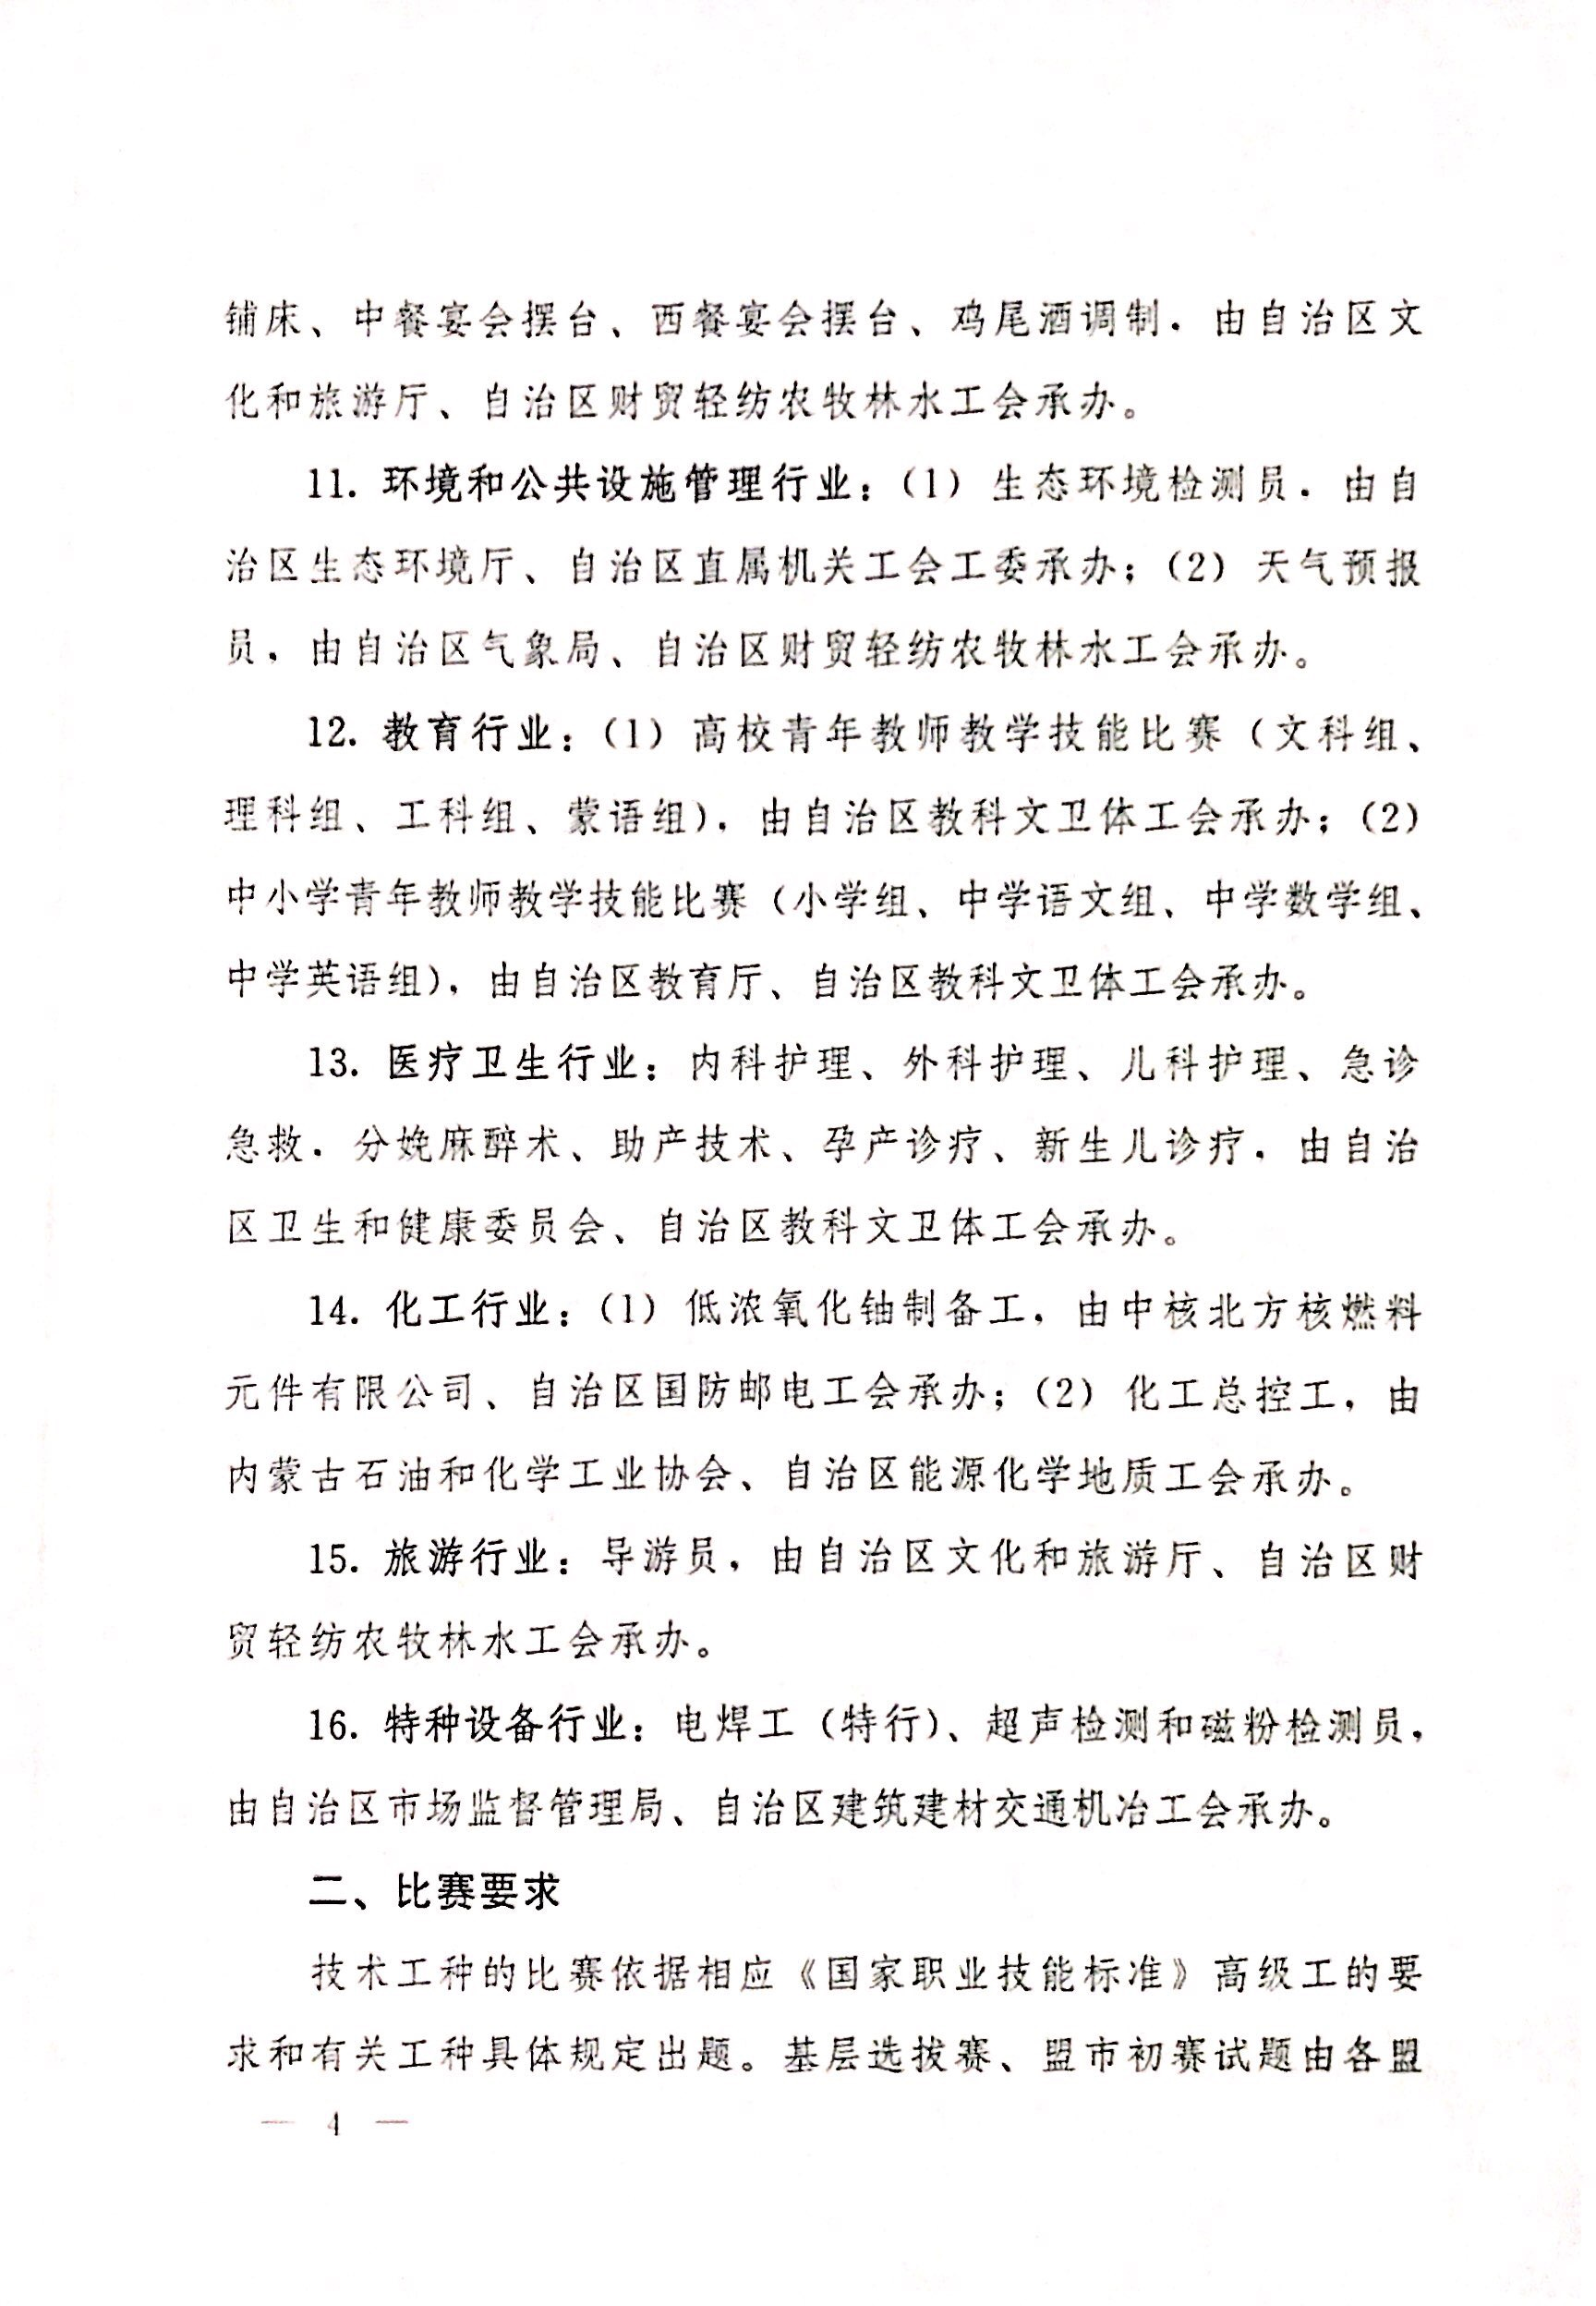 铺床、中餐宴会摆台、西餐宴会摆台、鸡尾酒调制，由自治区文
化和旅游厅、自治区财贸轻纺农牧林水工会承办。
11. 环境和公共设施管理行业：（1）生态环境检测员，由自
治区生态环境厅、自治区直属机关工会工委承办；（2）天气预报
员，由自治区气象局、自治区财贸轻纺农牧林水工会承办。
12. 教育行业：（1）高校青年教师教学技能比赛（文科组、
理科组、工科组、蒙语组），由自治区教科文卫体工会承办；（2）
中小学青年教师教学技能比赛（小学组、中学语文组、中学数学组、
中学英语组），由自治区教育厅、自治区教科文卫体工会承办。
13. 医疗卫生行业：内科护理、外科护理、儿科护理、急诊
急救，分娩麻醉术、助产技术、孕产诊疗、新生儿诊疗，由自治
区卫生和健康委员会、自治区教科文卫体工会承办。
14. 化工行业：（1）低浓氧化铀制备工，由中核北方核燃料
元件有限公司、自治区国防邮电工会承办；（2）化工总控工，由
内蒙古石油和化学工业协会、自治区能源化学地质工会承办。
15. 旅游行业：导游员，由自治区文化和旅游厅、自治区财
贸轻纺农牧林水工会承办。
16. 特种设备行业：电焊工（特行）、超声检测和磁粉检测员，
由自治区市场监督管理局、自治区建筑建材交通机冶工会承办。
二、比赛要求
技术工种的比赛依据相应《国家职业技能标准》高级工的要
求和有关工种具体规定出题。基层选拔赛、盟市初赛试题由各盟
— 4 —